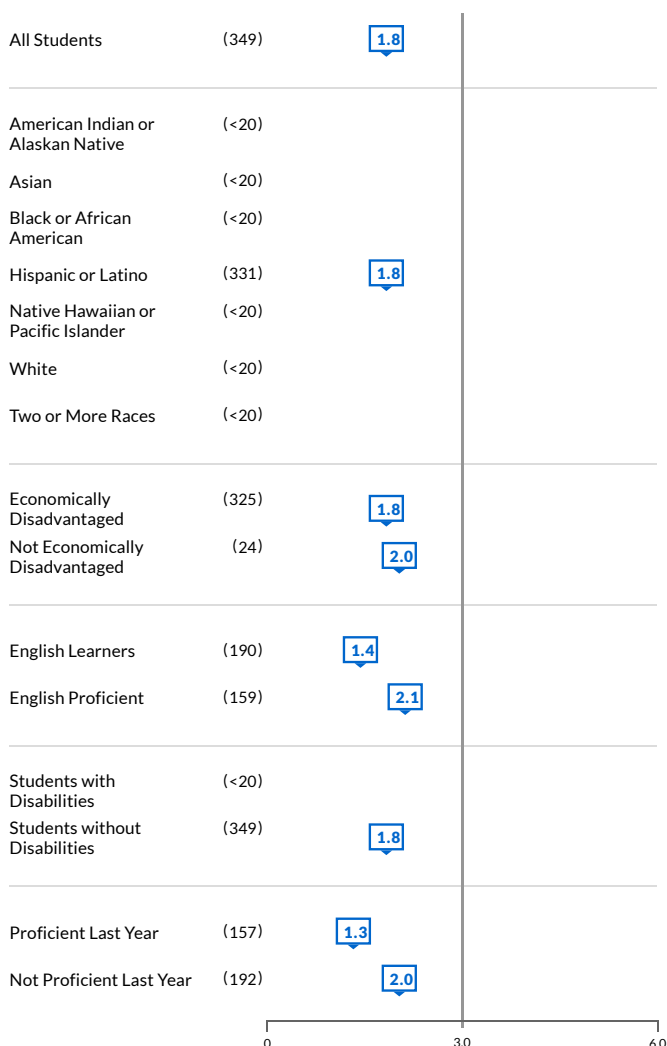 All Students (349) 1.8
American Indian or (<20)
Alaskan Native
Asian (<20)
Black or African (<20)
American
Hispanic or Latino (331) 1.8
Native Hawaiian or (<20)
Pacific Islander
White (<20)
Two or More Races (<20)
Economically (325) 1.8
Disadvantaged
Not Economically (24) 2.0
Disadvantaged
English Learners (190) 1.4
English Proficient (159) 2.1
Students with (<20)
Disabilities
Students without (349) 1.8
Disabilities
Proficient Last Year (157) 1.3
Not Proficient Last Year (192) 2.0
0 3.0 6.0